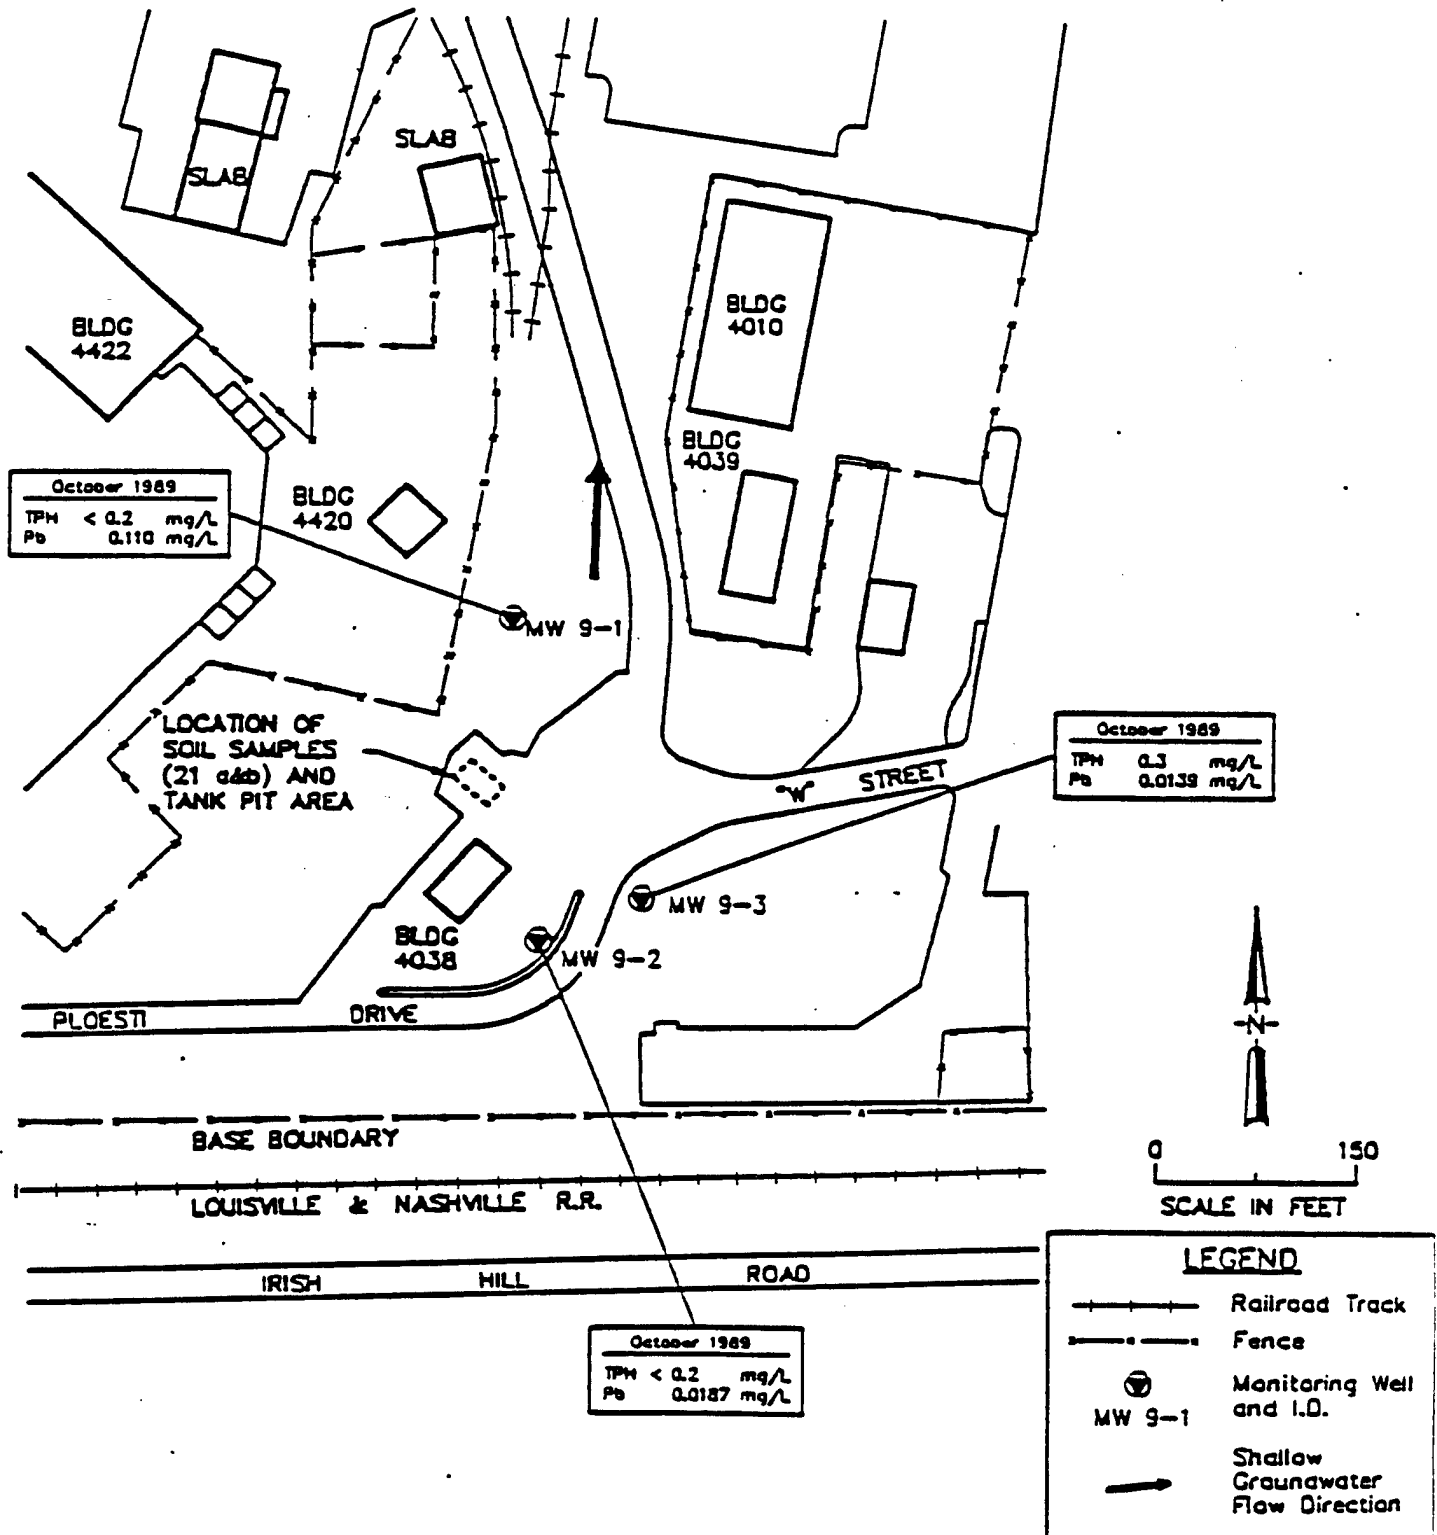 SLAB
SLAB
BLDG
4010
BLDG
4422
BLDG
4039
October 1989
TPH < 0.2 mg/L
Pb 0.110 mg/L
BLDG
4420
MW 9-1
LOCATION OF
SOIL SAMPLES
(21 a&b) AND
TANK PIT AREA
October 1989
TPH 0.3 mg/L
Pb 0.0139 mg/L
"W" STREET
MW 9-3
BLDG
4038
MW 9-2
PLOESTI DRIVE
N
BASE BOUNDARY
0 150
SCALE IN FEET
LOUISVILLE & NASHVILLE R.R.
IRISH HILL ROAD
October 1989
TPH < 0.2 mg/L
Pb 0.0187 mg/L
LEGEND
Railroad Track
Fence
Monitoring Well
and I.D.
MW 9-1
Shallow
Groundwater
Flow Direction